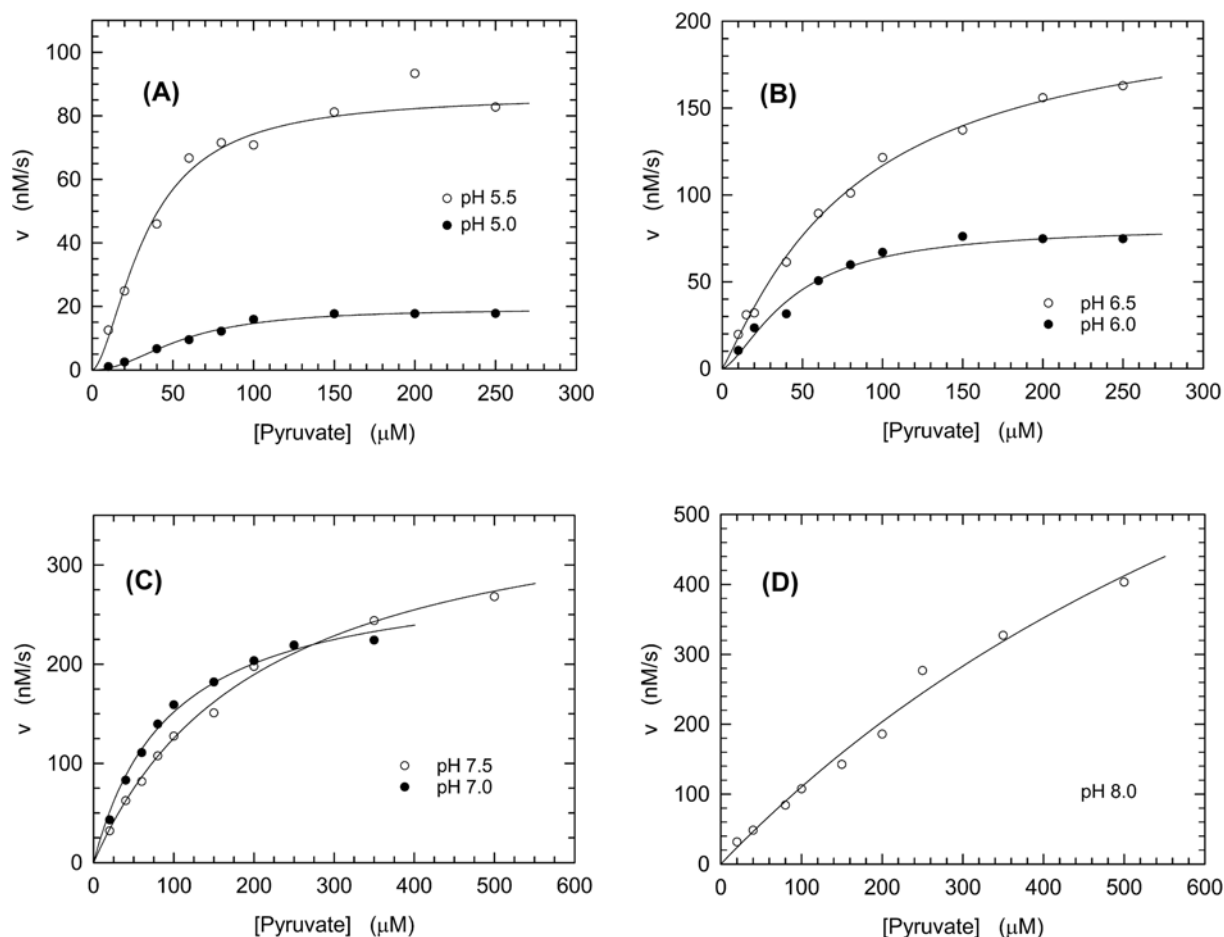 (A)
100
80
60
40
20
0
v (nM/s)
pH 5.5
pH 5.0
0 50 100 150 200 250 300
[Pyruvate] (μM)
(B)
200
150
100
50
0
v (nM/s)
pH 6.5
pH 6.0
0 50 100 150 200 250 300
[Pyruvate] (μM)
(C)
300
200
100
0
v (nM/s)
pH 7.5
pH 7.0
0 100 200 300 400 500 600
[Pyruvate] (μM)
(D)
500
400
300
200
100
0
v (nM/s)
pH 8.0
0 100 200 300 400 500 600
[Pyruvate] (μM)